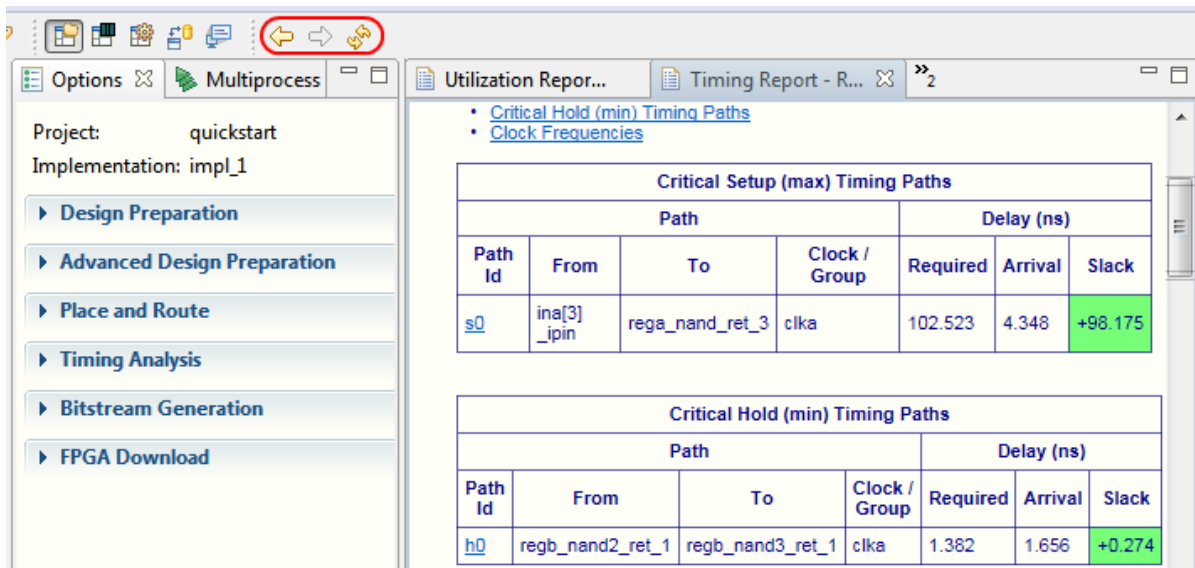 Options Multiprocess
Utilization Repor... Timing Report - R... »2
Project: quickstart
Implementation: impl_1
Design Preparation
Advanced Design Preparation
Place and Route
Timing Analysis
Bitstream Generation
FPGA Download
• Critical Hold (min) Timing Paths
• Clock Frequencies
Critical Setup (max) Timing Paths
Path Delay (ns)
Path Id From To Clock / Group Required Arrival Slack
s0 ina[3]_ipin rega_nand_ret_3 clka 102.523 4.348 +98.175
Critical Hold (min) Timing Paths
Path Delay (ns)
Path Id From To Clock / Group Required Arrival Slack
h0 regb_nand2_ret_1 regb_nand3_ret_1 clka 1.382 1.656 +0.274